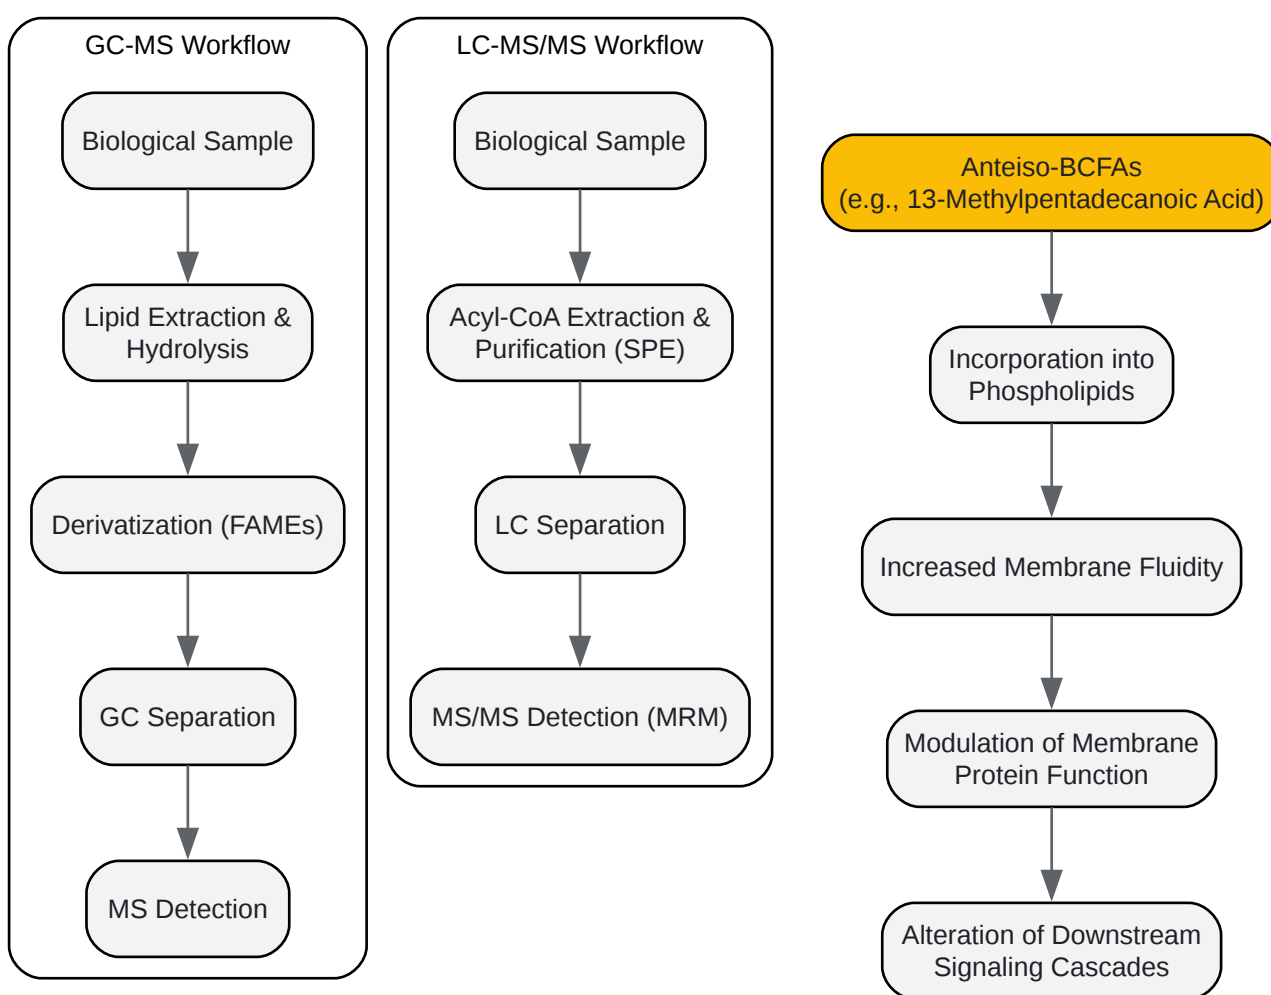 GC-MS Workflow
Biological Sample
Lipid Extraction &
Hydrolysis
Derivatization (FAMEs)
GC Separation
MS Detection
LC-MS/MS Workflow
Biological Sample
Acyl-CoA Extraction &
Purification (SPE)
LC Separation
MS/MS Detection (MRM)
Anteiso-BCFAs
(e.g., 13-Methylpentadecanoic Acid)
Incorporation into
Phospholipids
Increased Membrane Fluidity
Modulation of Membrane
Protein Function
Alteration of Downstream
Signaling Cascades